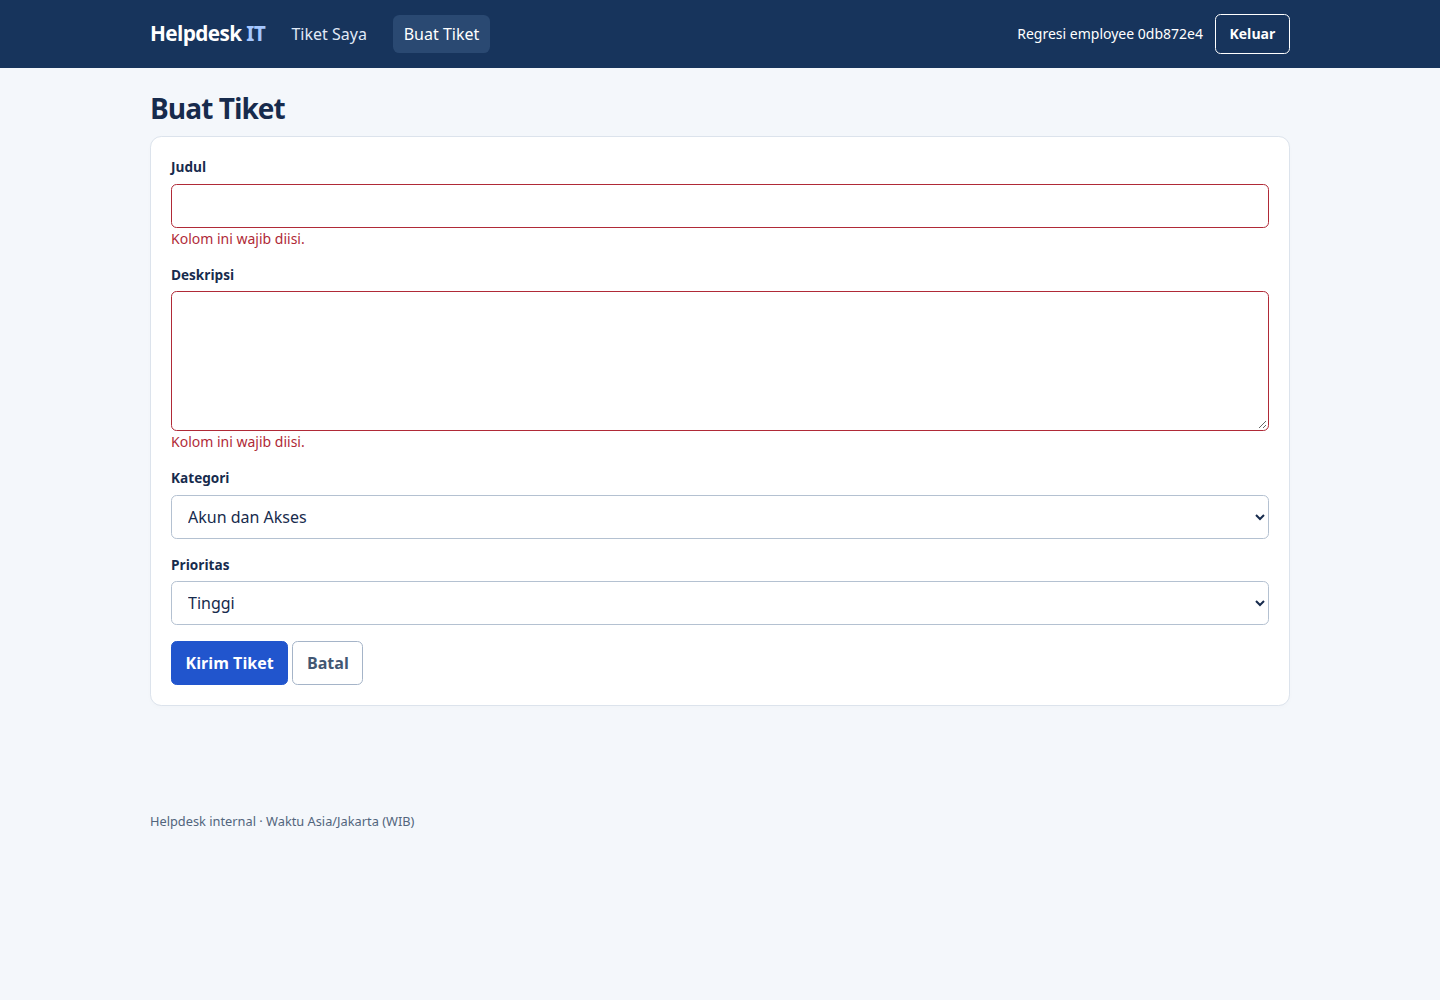 Helpdesk IT Tiket Saya Buat Tiket Regresi employee 0db872e4 Keluar
Buat Tiket
Judul
Kolom ini wajib diisi.
Deskripsi
Kolom ini wajib diisi.
Kategori
Akun dan Akses
Prioritas
Tinggi
Kirim Tiket Batal
Helpdesk internal · Waktu Asia/Jakarta (WIB)